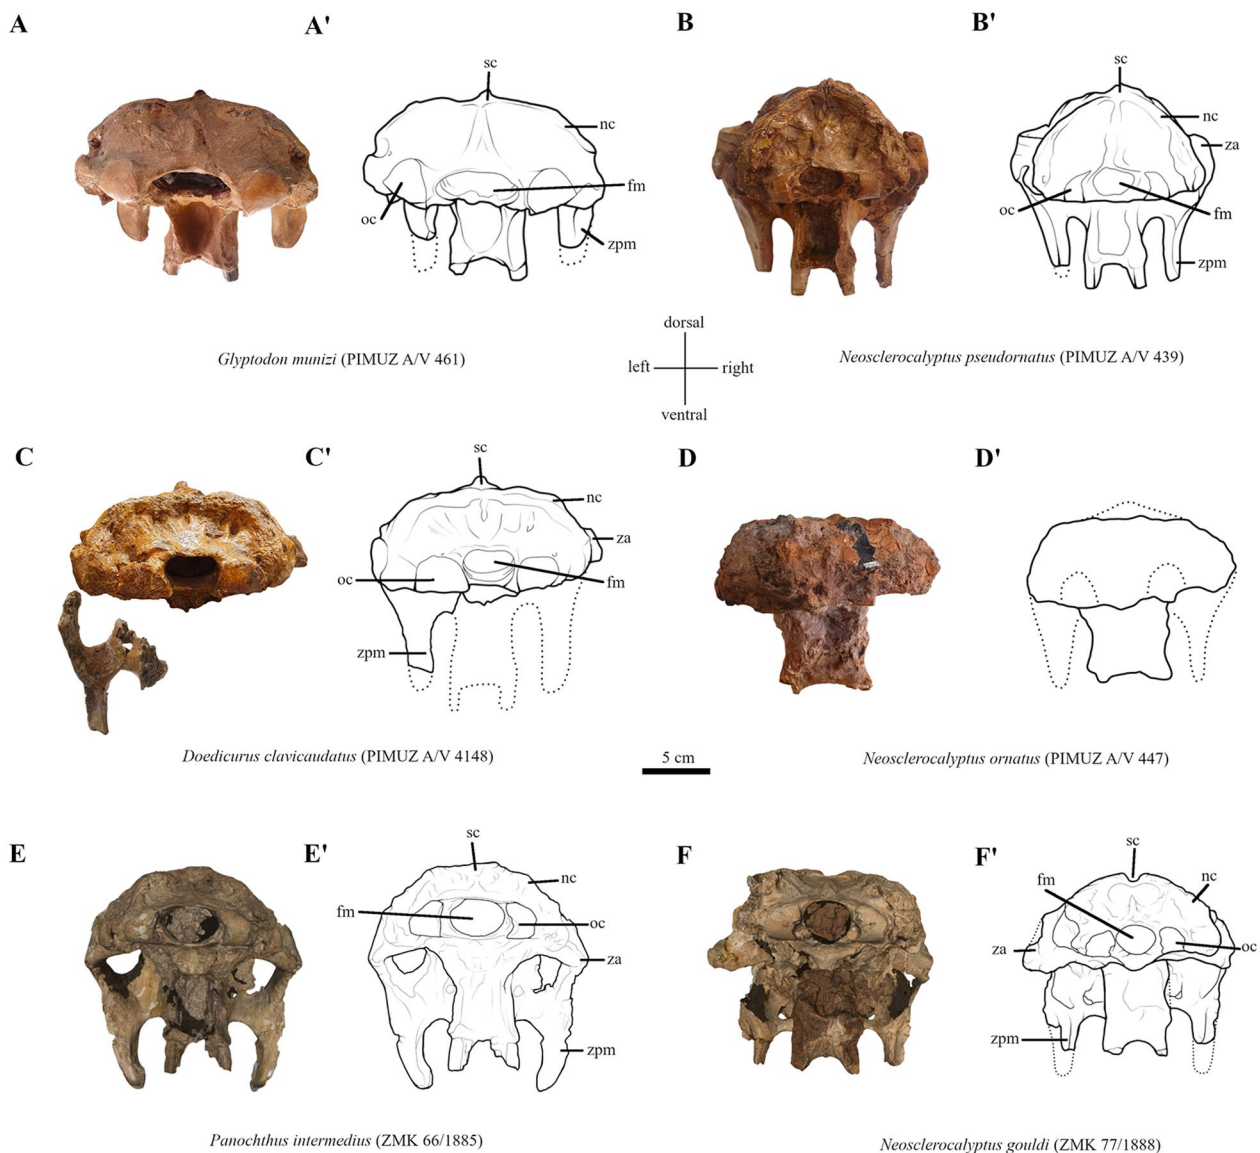 A
A'
B
B'
sc
nc
fm
oc
zpm
sc
nc
za
oc
fm
zpm
dorsal
left
right
ventral
Glyptodon munizi (PIMUZ A/V 461)
Neosclerocalyptus pseudornatus (PIMUZ A/V 439)
C
C'
D
D'
sc
nc
za
oc
fm
zpm
Doedicurus clavicaudatus (PIMUZ A/V 4148)
5 cm
Neosclerocalyptus ornatus (PIMUZ A/V 447)
E
E'
F
F'
sc
nc
fm
oc
za
zpm
sc
fm
nc
za
oc
zpm
Panochthus intermedius (ZMK 66/1885)
Neosclerocalyptus gouldi (ZMK 77/1888)